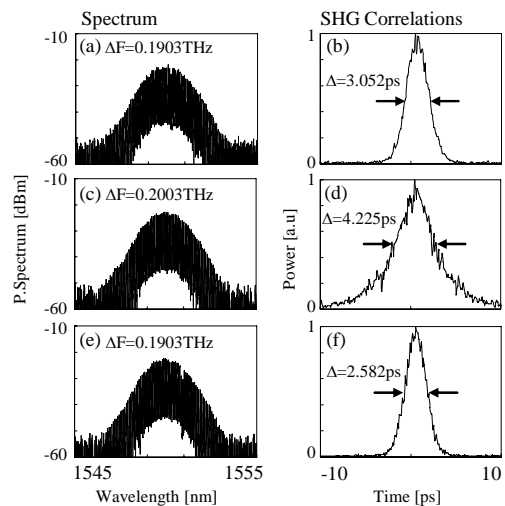 Spectrum
SHG Correlations
-10
(a) ΔF=0.1903THz
-60
1
(b)
Δ=3.052ps
0
-10
(c) ΔF=0.2003THz
-60
1
(d)
Δ=4.225ps
0
-10
(e) ΔF=0.1903THz
-60
1
(f)
Δ=2.582ps
0
P.Spectrum [dBm]
Power [a.u]
1545
1555
-10
10
Wavelength [nm]
Time [ps]